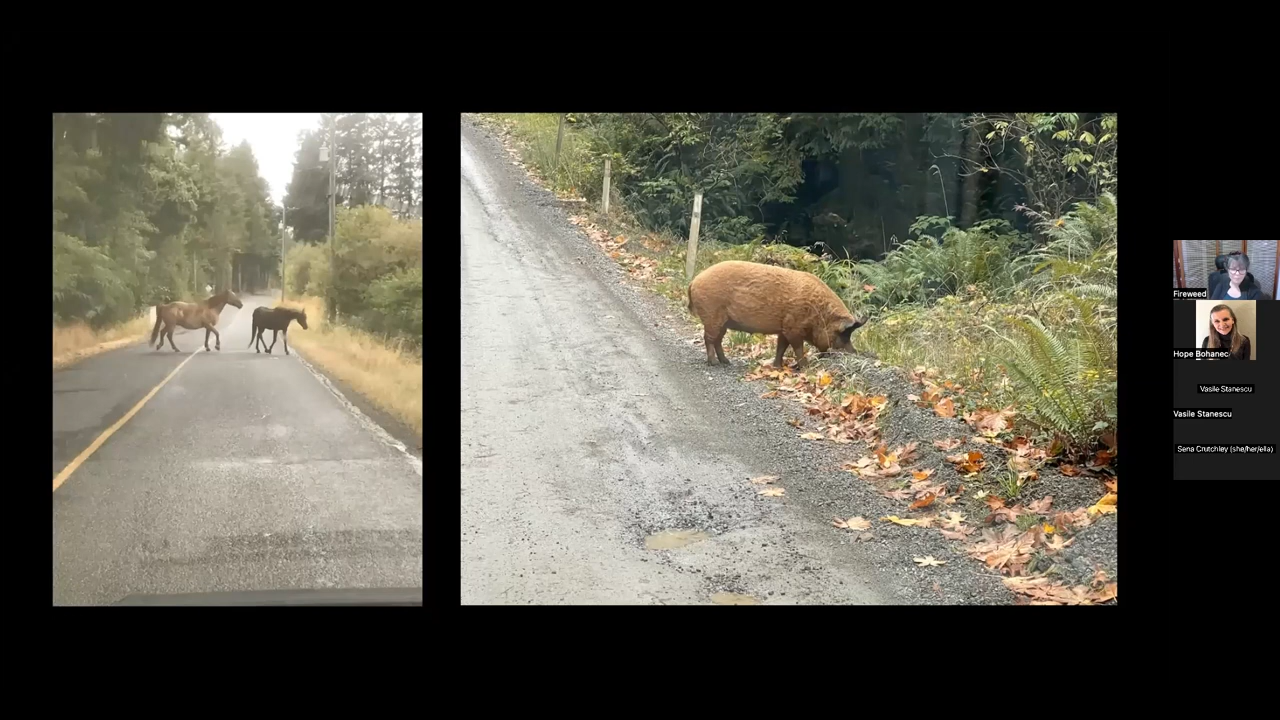 Fireweed
Hope Bohanec
Vasile Stanescu
Vasile Stanescu
Sena Crutchley (she/her/ella)